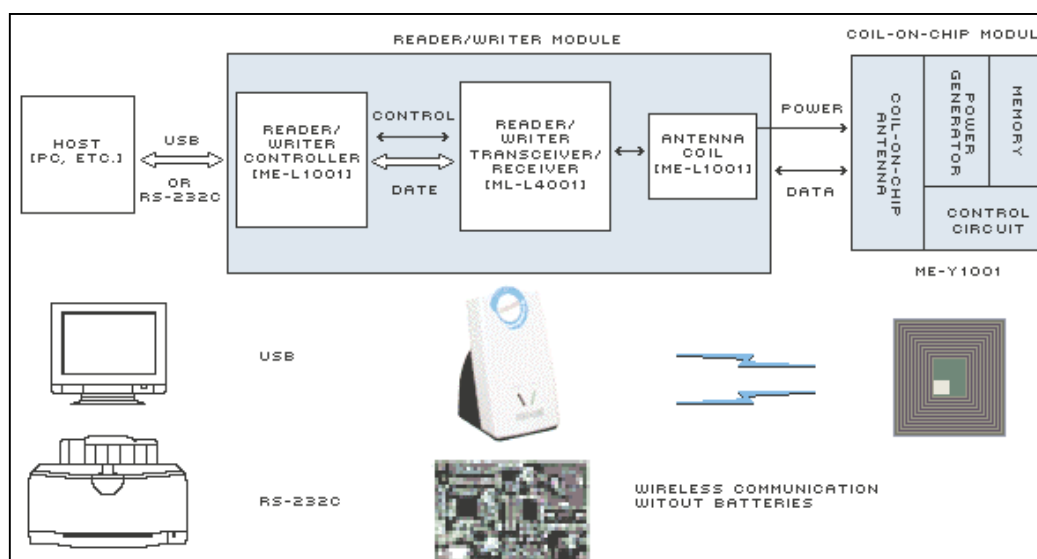 READER/WRITER MODULE
COIL-ON-CHIP MODUL
HOST
[PC, ETC.]
USB
OR
RS-232C
READER/
WRITER
CONTROLLER
[ME-L1001]
CONTROL
DATE
READER/
WRITER
TRANSCEIVER/
RECEIVER
[ML-L4001]
ANTENNA
COIL
[ME-L1001]
POWER
DATA
COIL-ON-CHIP
ANTENNA
POWER
GENERATOR
MEMORY
CONTROL
CIRCUIT
ME-Y1001
USB
RS-232C
WIRELESS COMMUNICATION
WITOUT BATTERIES